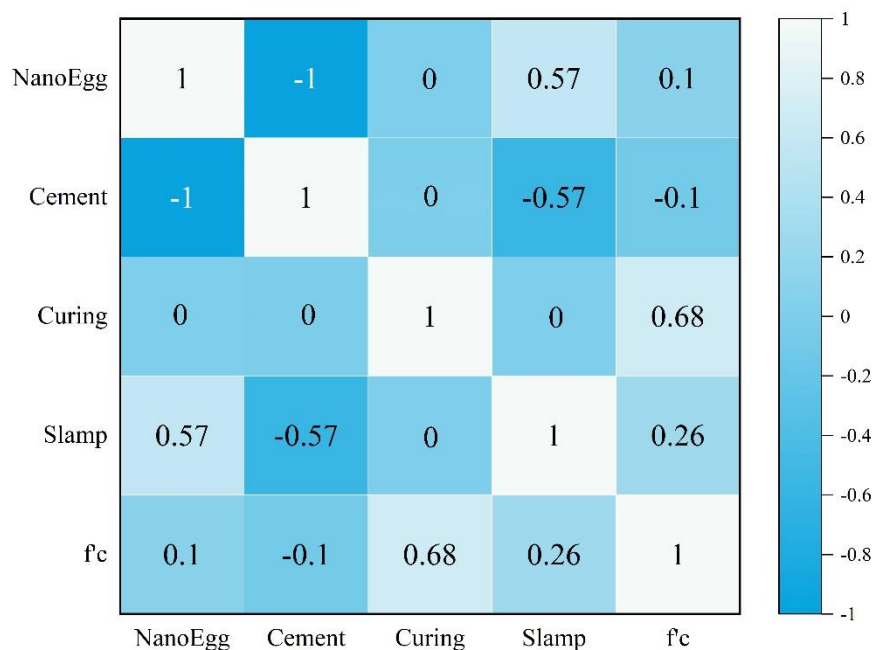 NanoEgg 1 -1 0 0.57 0.1
Cement -1 1 0 -0.57 -0.1
Curing 0 0 1 0 0.68
Slamp 0.57 -0.57 0 1 0.26
f'c 0.1 -0.1 0.68 0.26 1
NanoEgg Cement Curing Slamp f'c
1
0.8
0.6
0.4
0.2
0
-0.2
-0.4
-0.6
-0.8
-1